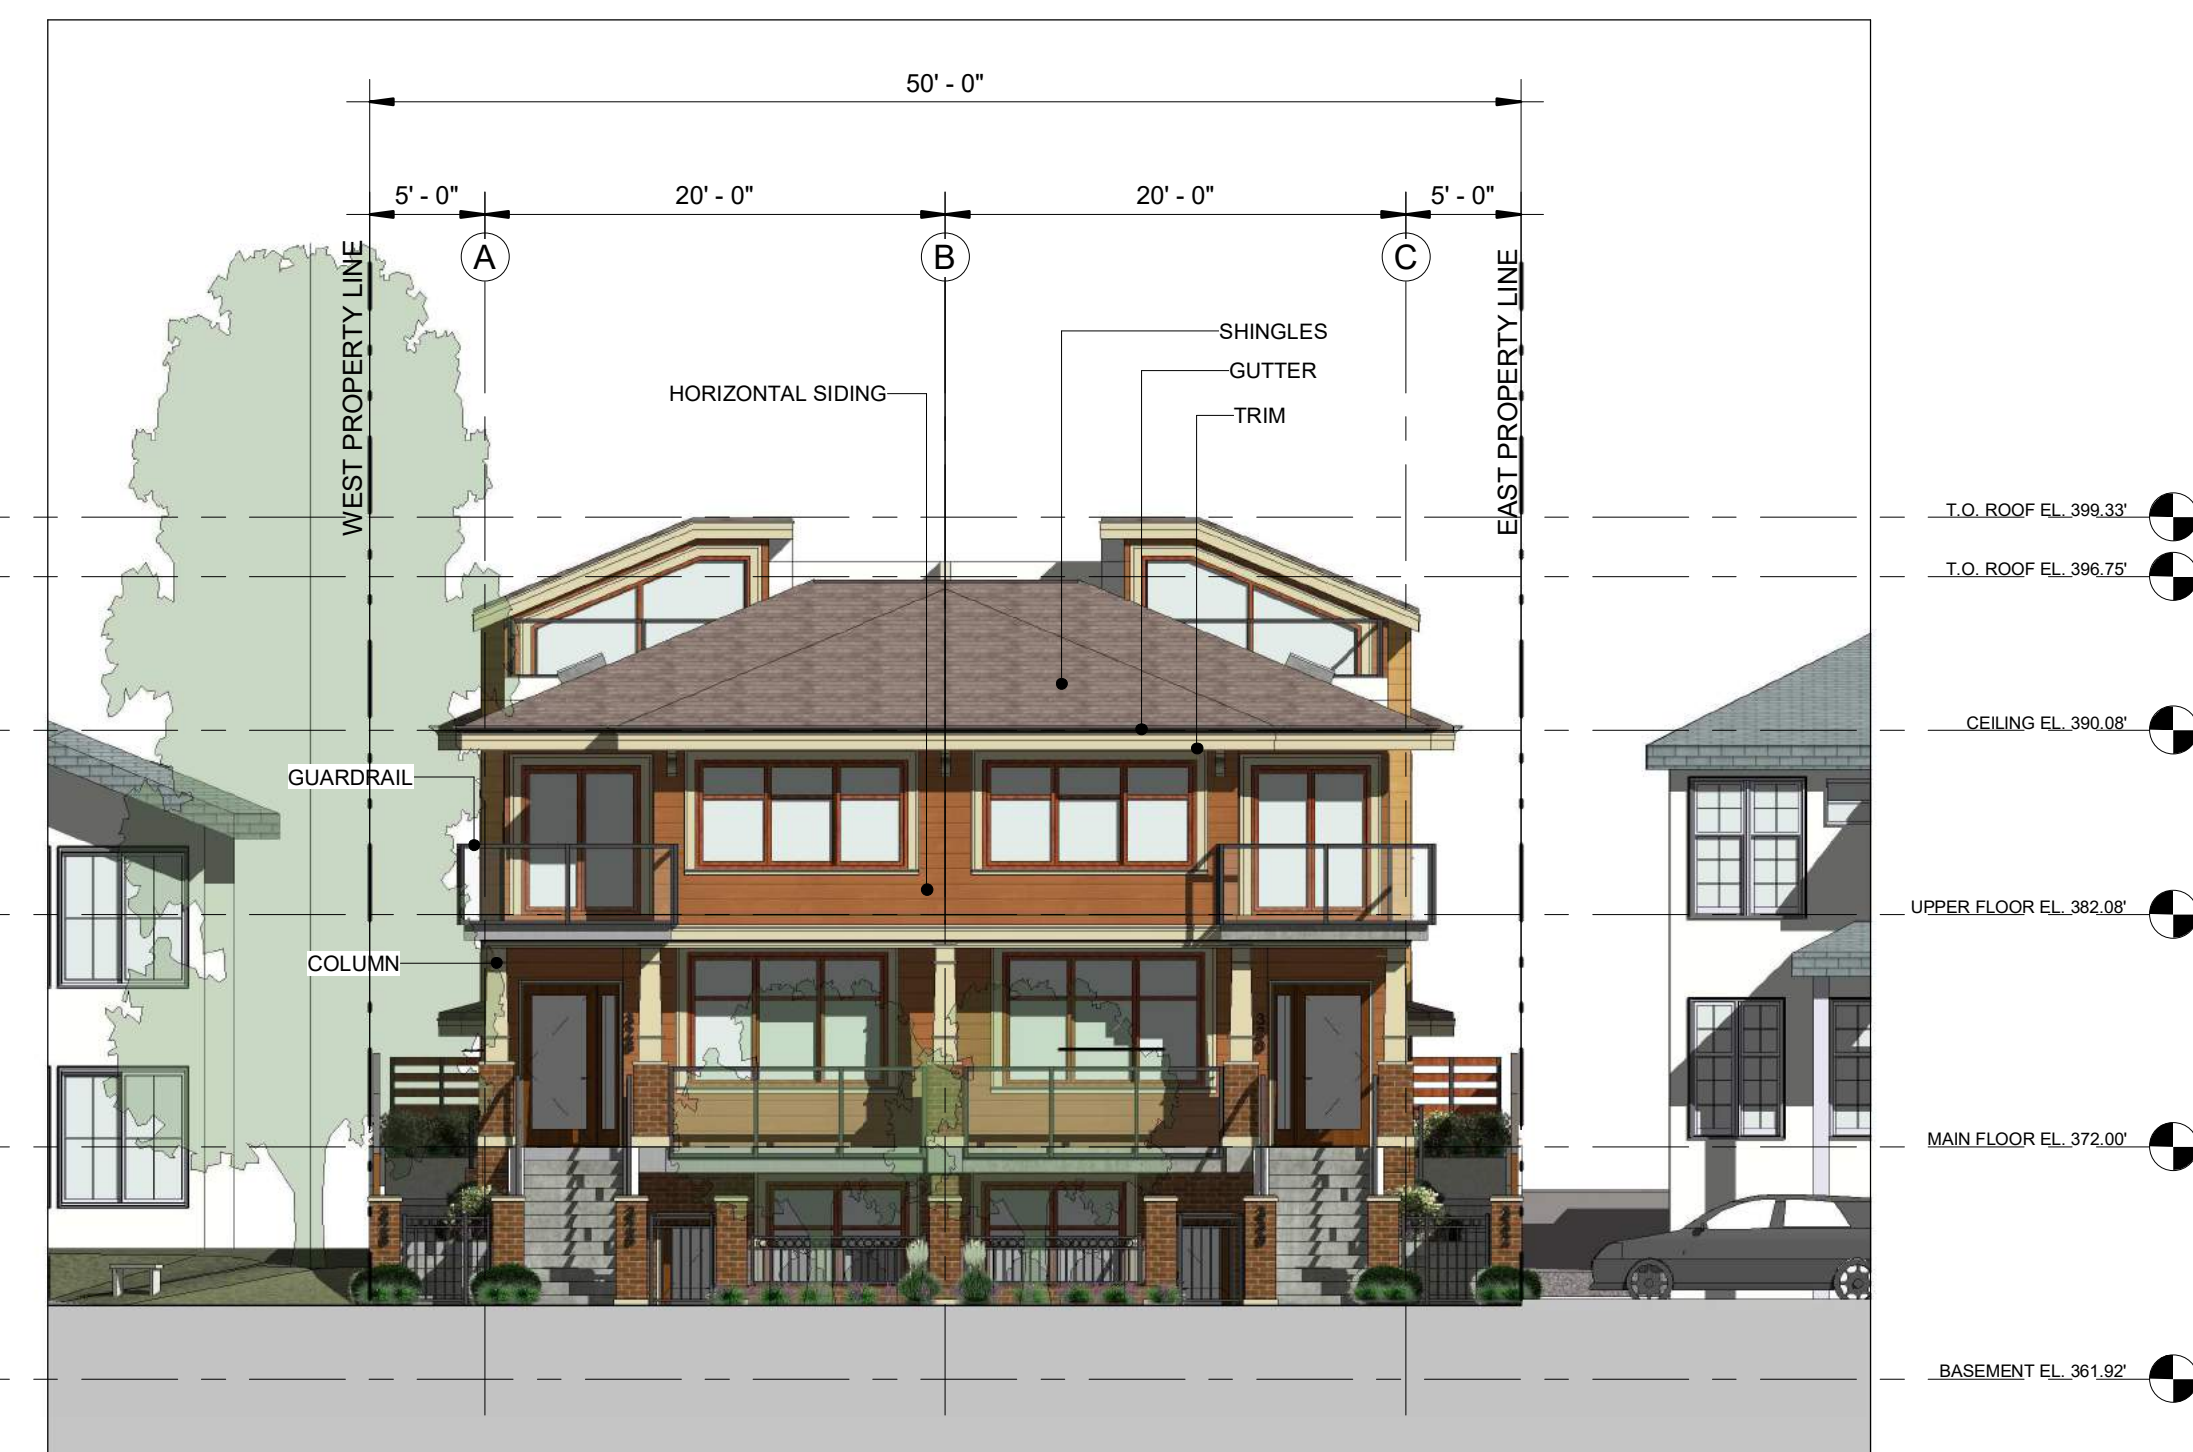 50' - 0"
5' - 0"
20' - 0"
20' - 0"
5' - 0"
A
B
C
WEST PROPERTY LINE
EAST PROPERTY LINE
SHINGLES
GUTTER
HORIZONTAL SIDING
TRIM
T.O. ROOF EL. 399.33'
T.O. ROOF EL. 396.75'
CEILING EL. 390.08'
GUARDRAIL
UPPER FLOOR EL. 382.08'
COLUMN
MAIN FLOOR EL. 372.00'
BASEMENT EL. 361.92'